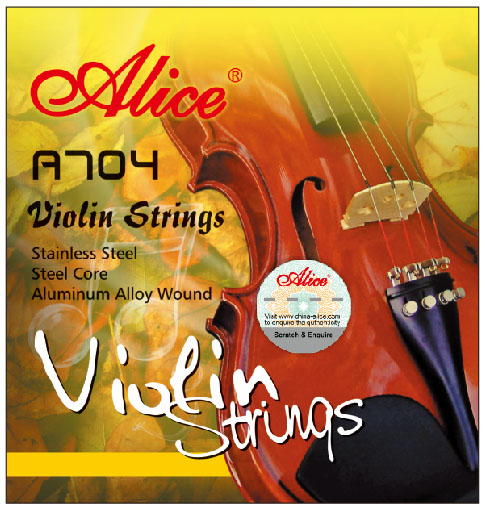 Alice®
A704
Violin Strings
Stainless Steel
Steel Core
Aluminum Alloy Wound
Alice®
Visit www.china-alice.com
to enquire the authenticity
Scratch & Enquire
Violin
Strings